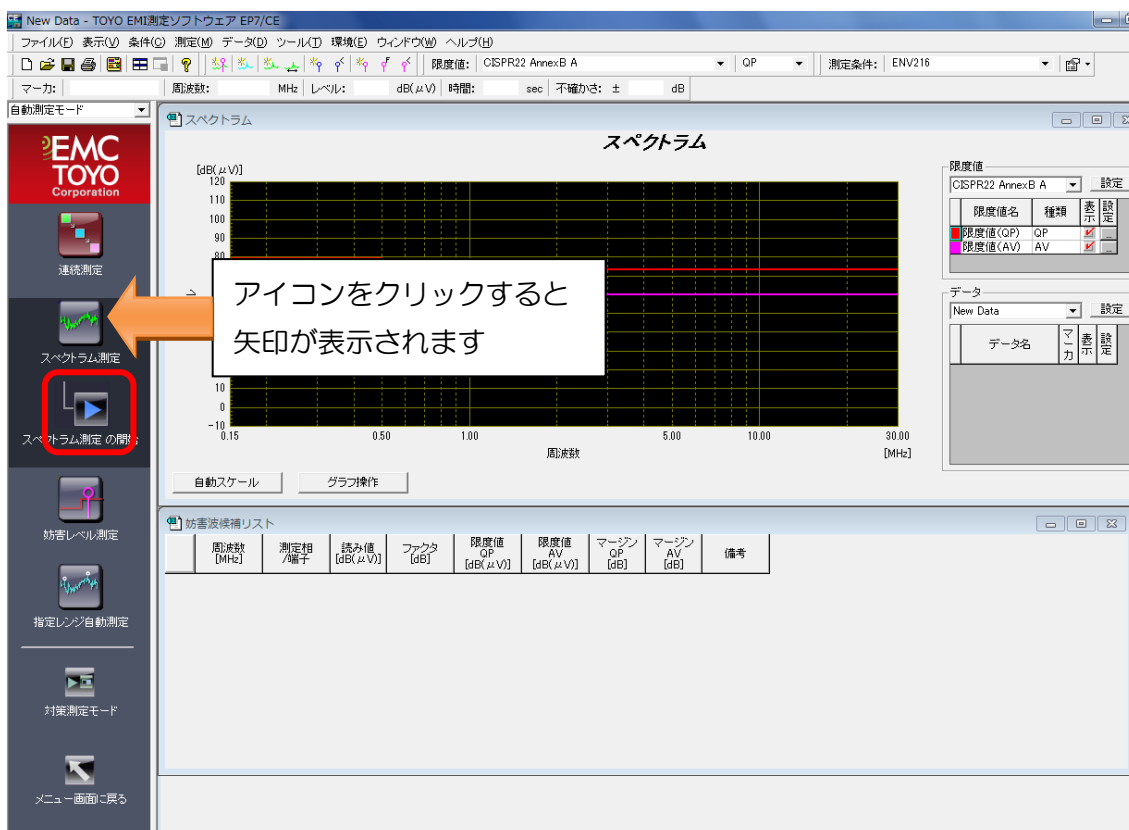 New Data - TOYO EMI測定ソフトウェア EP7/CE
ファイル(F) 表示(V) 条件(C) 測定(M) データ(D) ツール(T) 環境(E) ウィンドウ(W) ヘルプ(H)
限度値: CISPR22 AnnexB A QP 測定条件: ENV216
マーカ: 周波数: MHz レベル: dB(μV) 時間: sec 不確かさ: ± dB
自動測定モード
EMC
TOYO
Corporation
連続測定
スペクトラム測定
スペクトラム測定 の開始
妨害レベル測定
指定レンジ自動測定
対策測定モード
メニュー画面に戻る
スペクトラム
スペクトラム
[dB(μV)]
120
110
100
90
80
アイコンをクリックすると
矢印が表示されます
10
0
-10
0.15 0.50 1.00 5.00 10.00 30.00
周波数 [MHz]
自動スケール グラフ操作
限度値
CISPR22 AnnexB A 設定
限度値名 種類 表示 設定
限度値(QP) QP
限度値(AV) AV
データ
New Data 設定
データ名 マーカ 表示 設定
妨害波候補リスト
周波数 測定相 読み値 ファクタ 限度値 限度値 マージン マージン 備考
[MHz] /端子 [dB(μV)] [dB] QP AV QP AV
[dB(μV)] [dB(μV)] [dB] [dB]